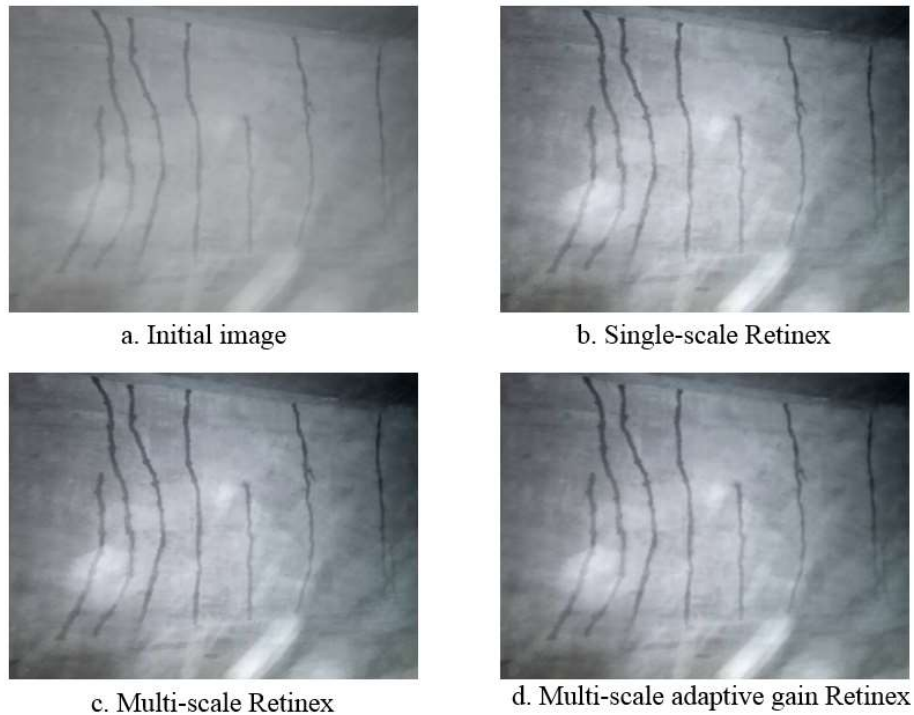 a. Initial image
b. Single-scale Retinex
c. Multi-scale Retinex
d. Multi-scale adaptive gain Retinex